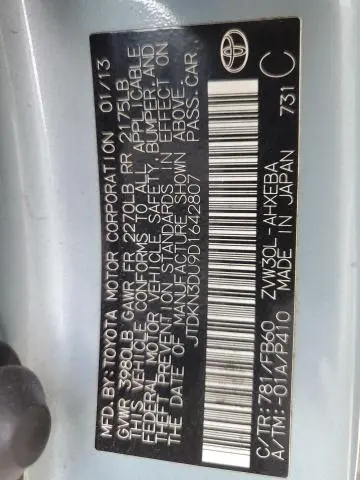 MFD. BY: TOYOTA MOTOR CORPORATION 01/13
GVWR 3980LB GAWR FR 2270LB RR 2175LB
THIS VEHICLE CONFORMS TO ALL APPLICABLE
FEDERAL MOTOR VEHICLE SAFETY, BUMPER, AND
THEFT PREVENTION STANDARDS IN EFFECT ON
THE DATE OF MANUFACTURE SHOWN ABOVE.
JTDKN3DU9D1642807 PASS. CAR
C/TR: 781/FB60 ZVW30L-AHXEBA
A/TM: -01A/P410 MADE IN JAPAN 731 C
TOYOTA